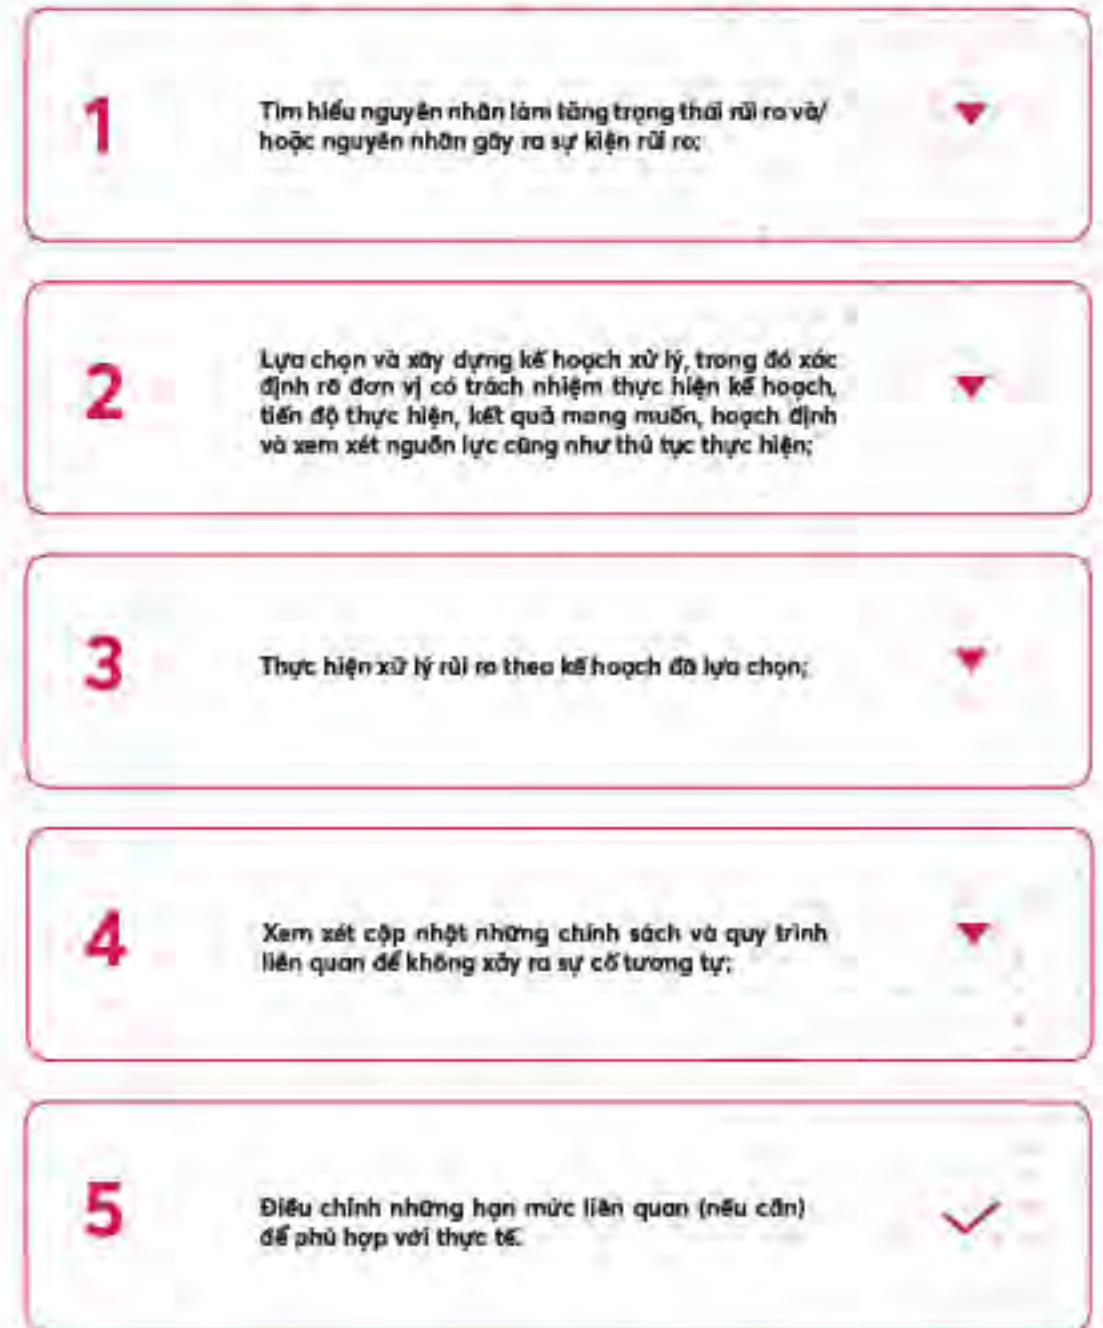 1
Tìm hiểu nguyên nhân làm tăng trạng thái rủi ro và/
hoặc nguyên nhân gây ra sự kiện rủi ro;
2
Lựa chọn và xây dựng kế hoạch xử lý, trong đó xác
định rõ đơn vị có trách nhiệm thực hiện kế hoạch,
tiến độ thực hiện, kết quả mong muốn, hoạch định
và xem xét nguồn lực cũng như thủ tục thực hiện;
3
Thực hiện xử lý rủi ro theo kế hoạch đã lựa chọn;
4
Xem xét cập nhật những chính sách và quy trình
liên quan để không xảy ra sự cố tương tự;
5
Điều chỉnh những hạn mức liên quan (nếu cần)
để phù hợp với thực tế.